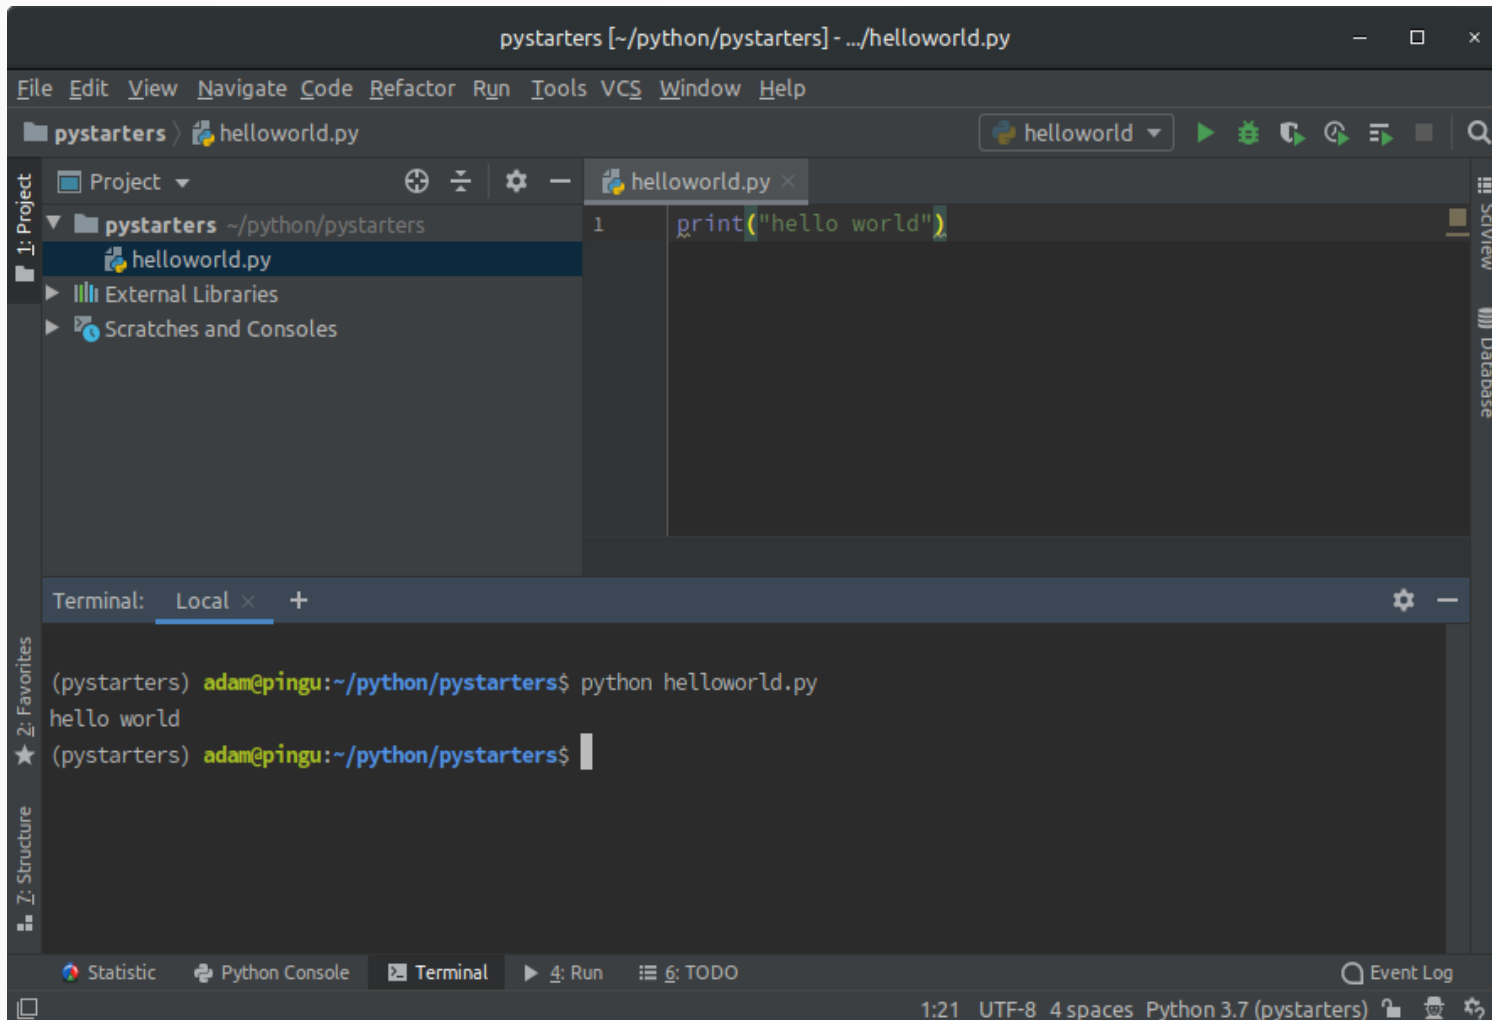 pystarters [~/python/pystarters] - .../helloworld.py
File Edit View Navigate Code Refactor Run Tools VCS Window Help
pystarters helloworld.py
helloworld
1: Project
Project
helloworld.py
pystarters ~/python/pystarters
helloworld.py
External Libraries
Scratches and Consoles
1 print("hello world")
SciView
Database
Terminal: Local +
(pystarters) adam@pingu:~/python/pystarters$ python helloworld.py
hello world
(pystarters) adam@pingu:~/python/pystarters$
2: Favorites
7: Structure
Statistic Python Console Terminal 4: Run 6: TODO Event Log
1:21 UTF-8 4 spaces Python 3.7 (pystarters)